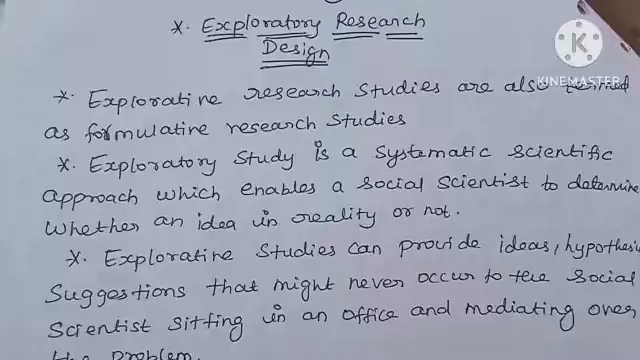 * Exploratory Research
Design
KINEMASTER
* Explorative research studies are also termed
as formulative research studies
* Exploratory study is a systematic scientific
approach which enables a social scientist to determine
whether an idea in reality or not.
* Explorative studies can provide ideas, hypothesis
suggestions that might never occur to the social
scientist sitting in an office and mediating over
the problem.